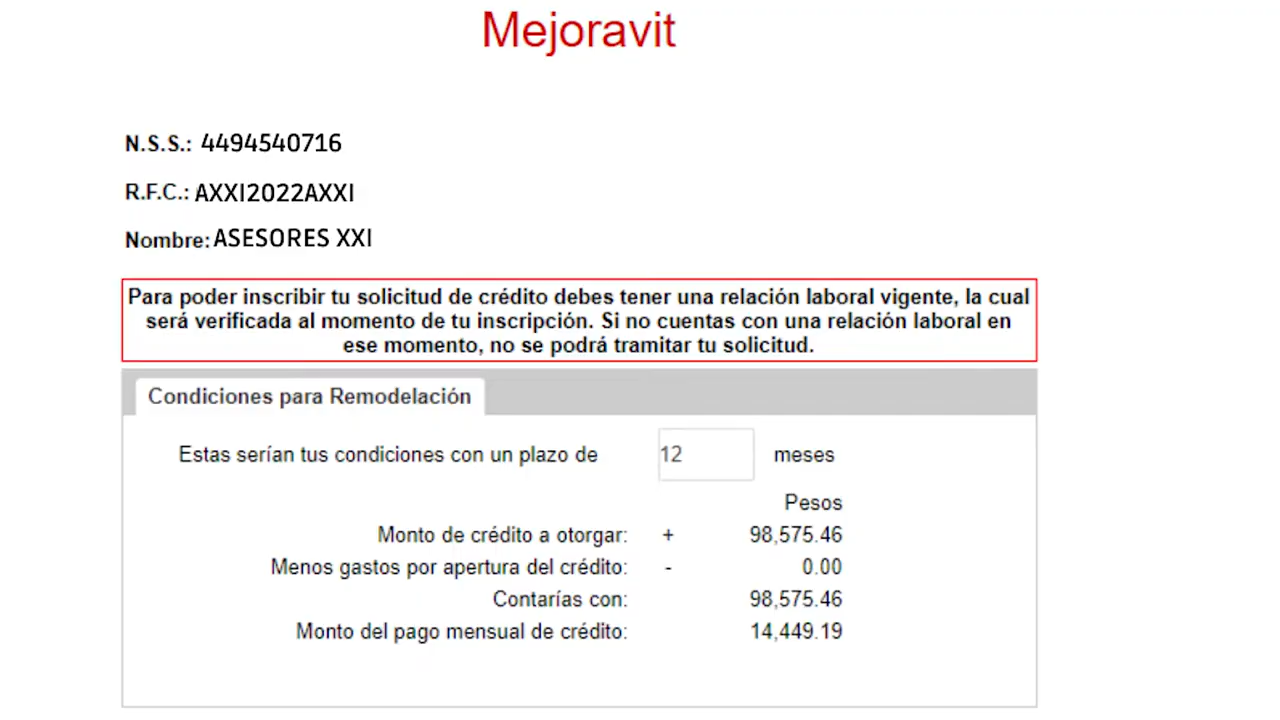 Mejoravit
N.S.S.: 4494540716
R.F.C.: AXXI2022AXXI
Nombre: ASESORES XXI
Para poder inscribir tu solicitud de crédito debes tener una relación laboral vigente, la cual
será verificada al momento de tu inscripción. Si no cuentas con una relación laboral en
ese momento, no se podrá tramitar tu solicitud.
Condiciones para Remodelación
Estas serían tus condiciones con un plazo de 12 meses
Pesos
Monto de crédito a otorgar: + 98,575.46
Menos gastos por apertura del crédito: - 0.00
Contarías con: 98,575.46
Monto del pago mensual de crédito: 14,449.19